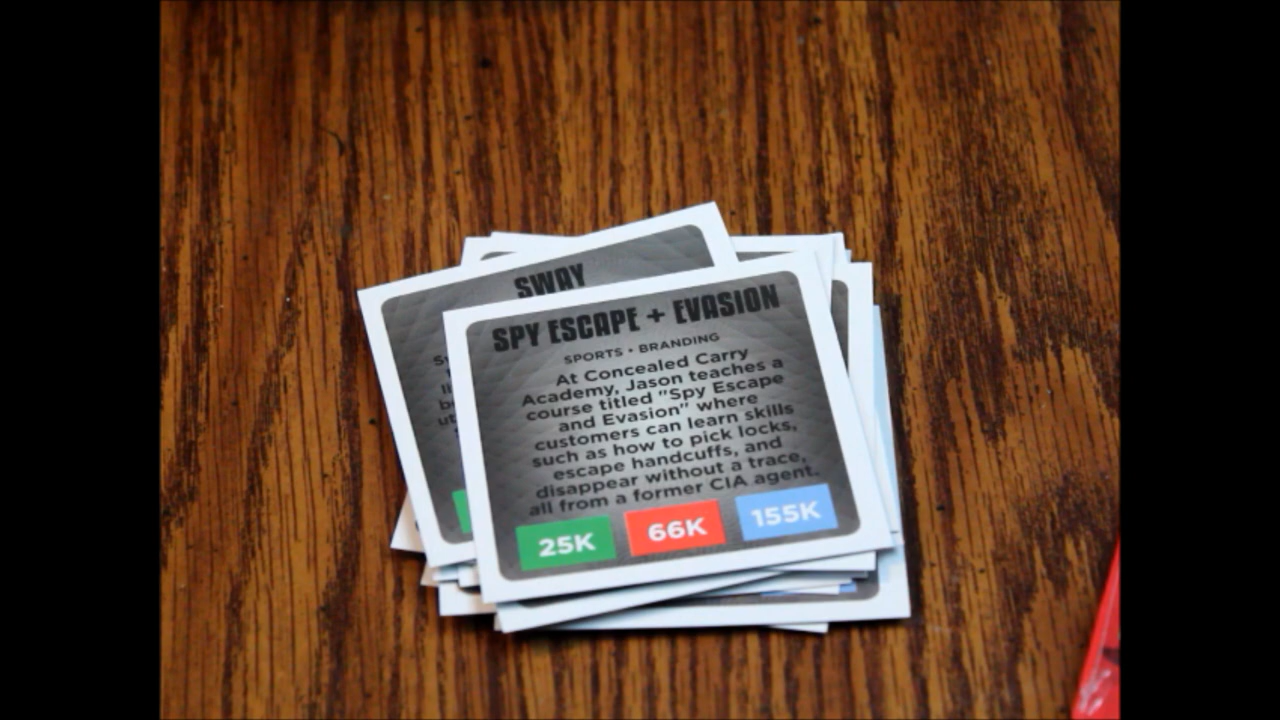 SWAY
SPY ESCAPE + EVASION
SPORTS • BRANDING
At Concealed Carry
Academy, Jason teaches a
course titled "Spy Escape
and Evasion" where
customers can learn skills
such as how to pick locks,
escape handcuffs, and
disappear without a trace,
all from a former CIA agent.
25K 66K 155K